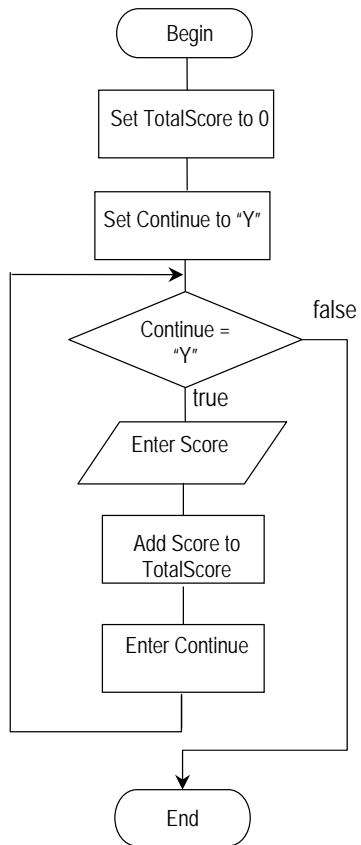 Begin
Set TotalScore to 0
Set Continue to “Y”
Continue =
“Y”
false
true
Enter Score
Add Score to
TotalScore
Enter Continue
End